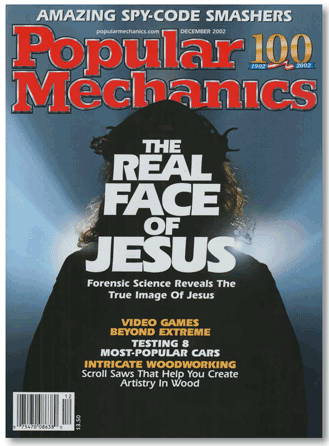 AMAZING SPY-CODE SMASHERS
popularmechanics.com
DECEMBER 2002
Popular
Mechanics
100
1902 2002
THE
REAL
FACE
OF
JESUS
Forensic Science Reveals The
True Image Of Jesus
VIDEO GAMES
BEYOND EXTREME
TESTING 8
MOST-POPULAR CARS
INTRICATE WOODWORKING
Scroll Saws That Help You Create
Artistry In Wood
12
$3.50